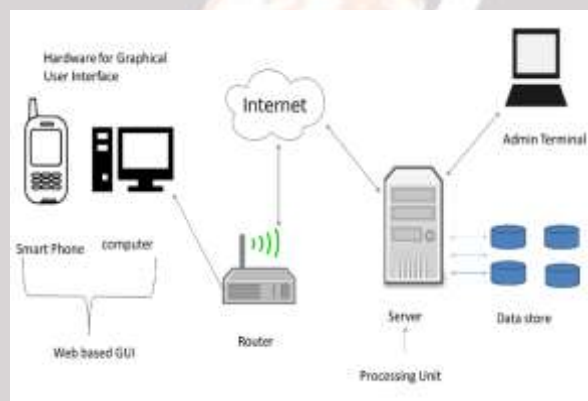 Hardware for Graphical
User Interface
Internet
Admin Terminal
Smart Phone
computer
Router
Server
Data store
Web based GUI
Processing Unit